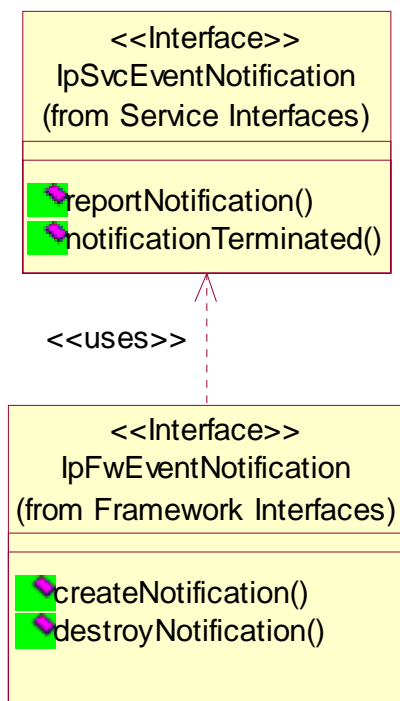 <<Interface>>
IpSvcEventNotification
(from Service Interfaces)
reportNotification()
notificationTerminated()
<<uses>>
<<Interface>>
IpFwEventNotification
(from Framework Interfaces)
createNotification()
destroyNotification()